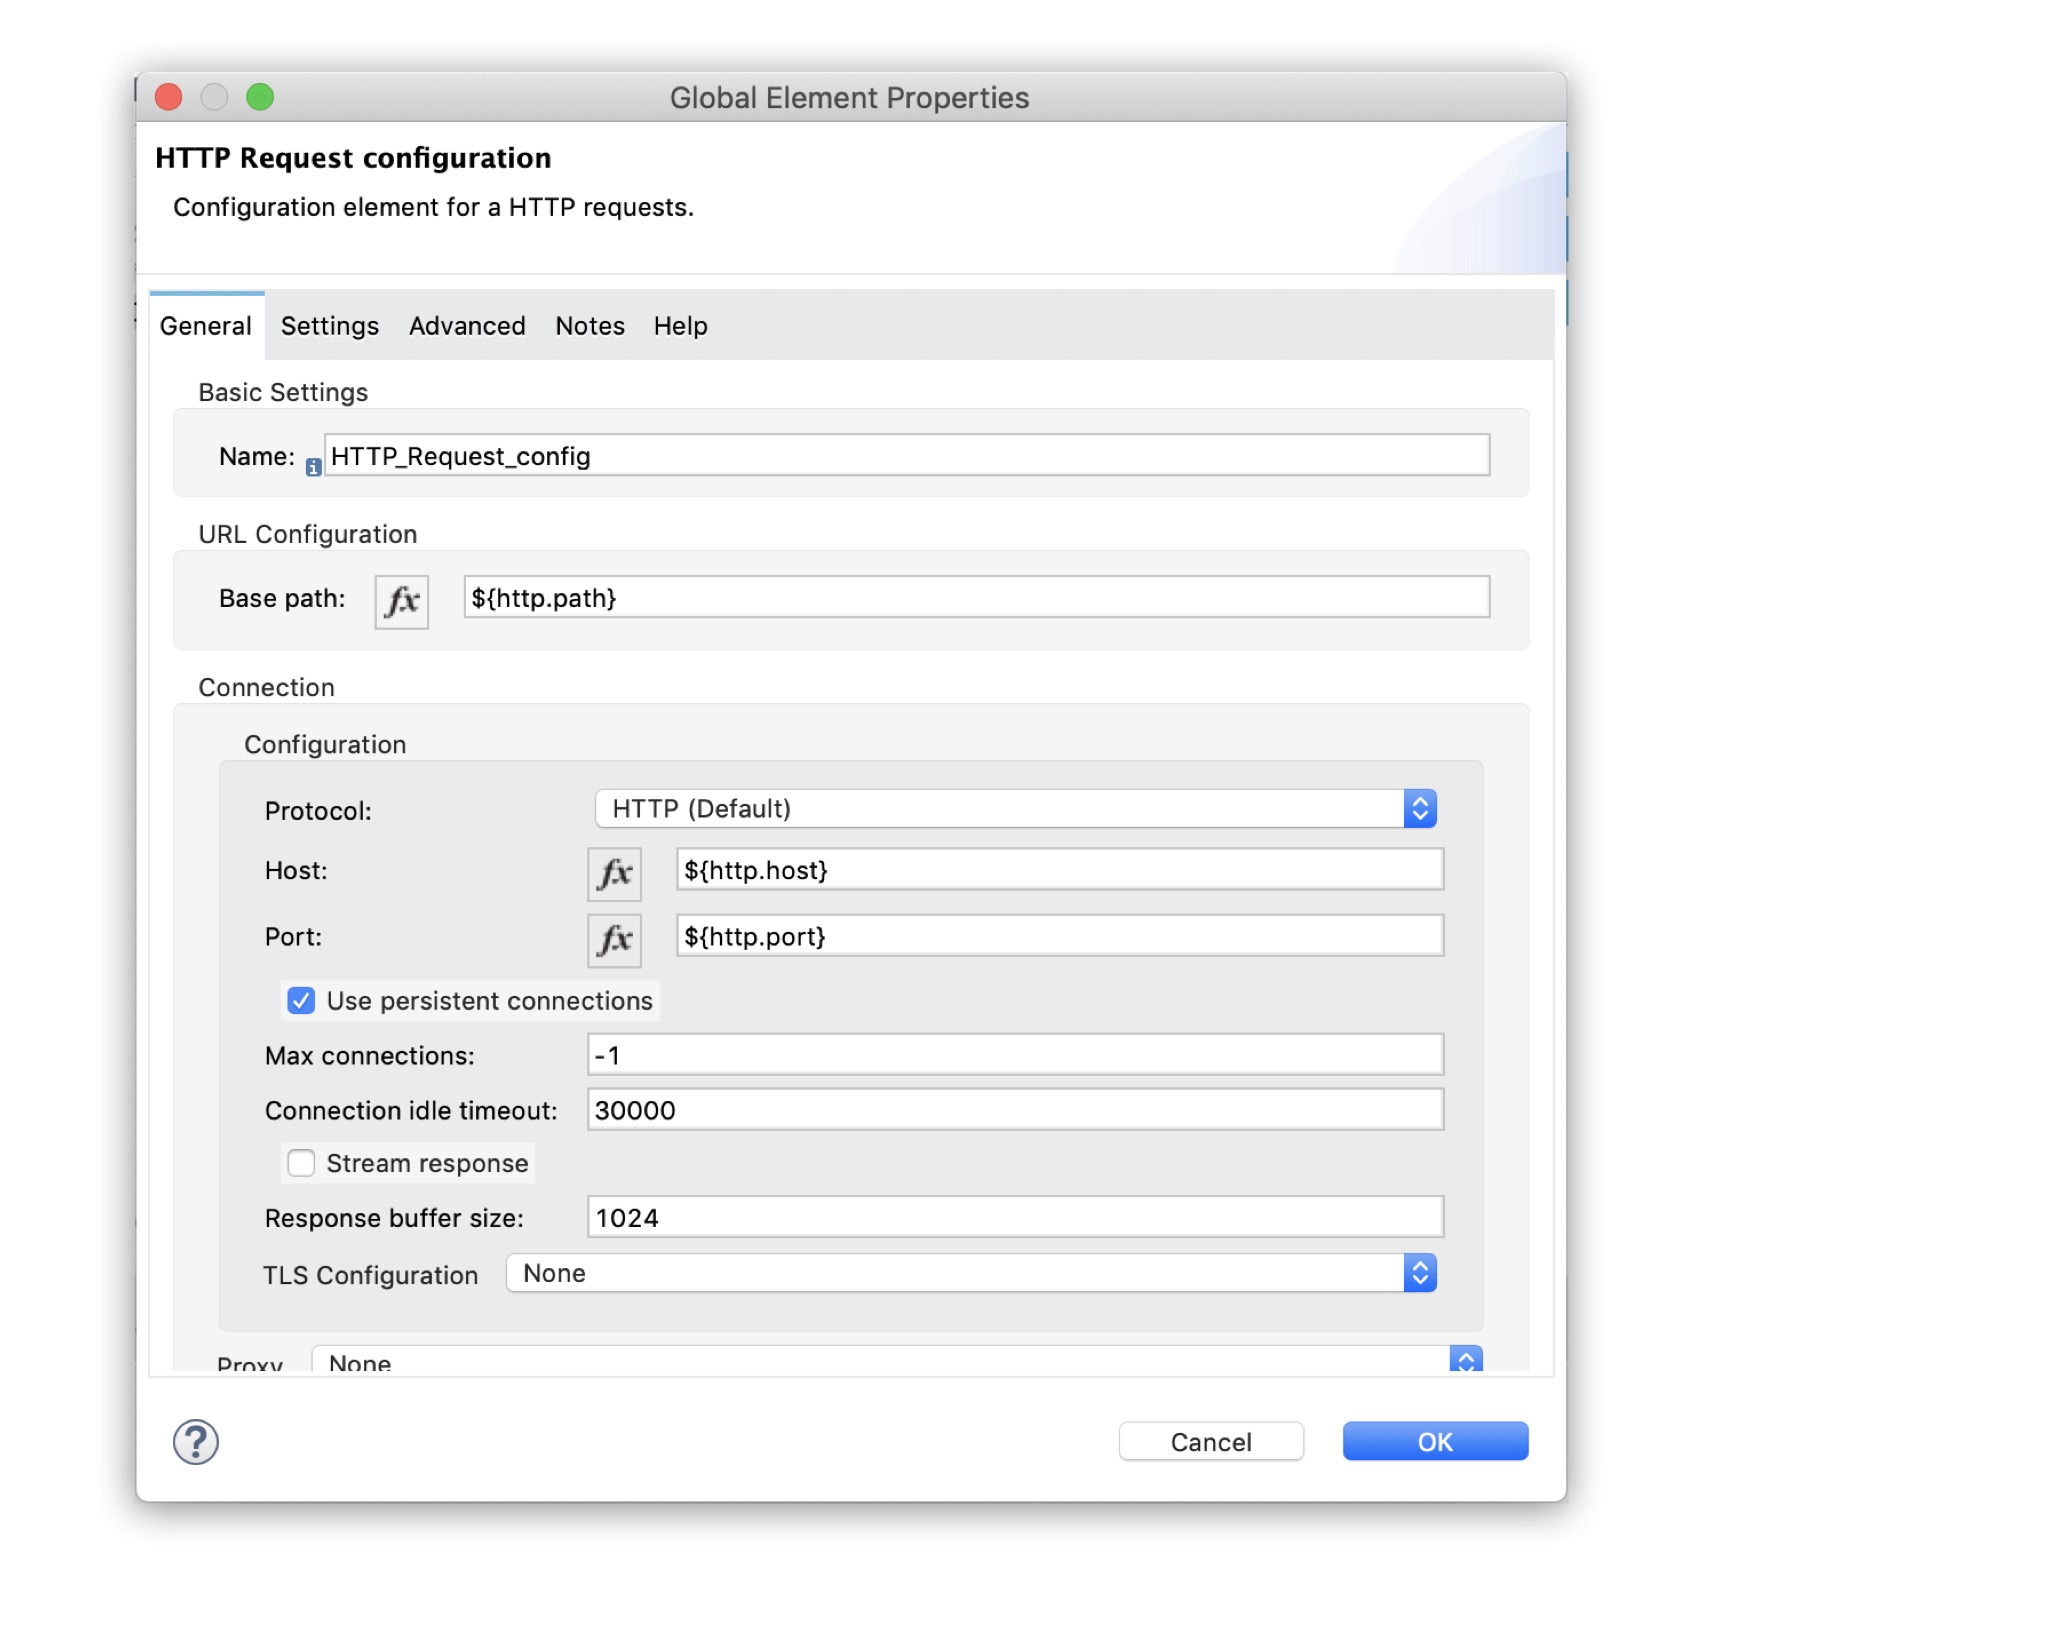 Global Element Properties
HTTP Request configuration
Configuration element for a HTTP requests.
General Settings Advanced Notes Help
Basic Settings
Name: HTTP_Request_config
URL Configuration
Base path: fx ${http.path}
Connection
Configuration
Protocol: HTTP (Default)
Host: fx ${http.host}
Port: fx ${http.port}
Use persistent connections
Max connections: -1
Connection idle timeout: 30000
Stream response
Response buffer size: 1024
TLS Configuration None
Proxy None
? Cancel OK